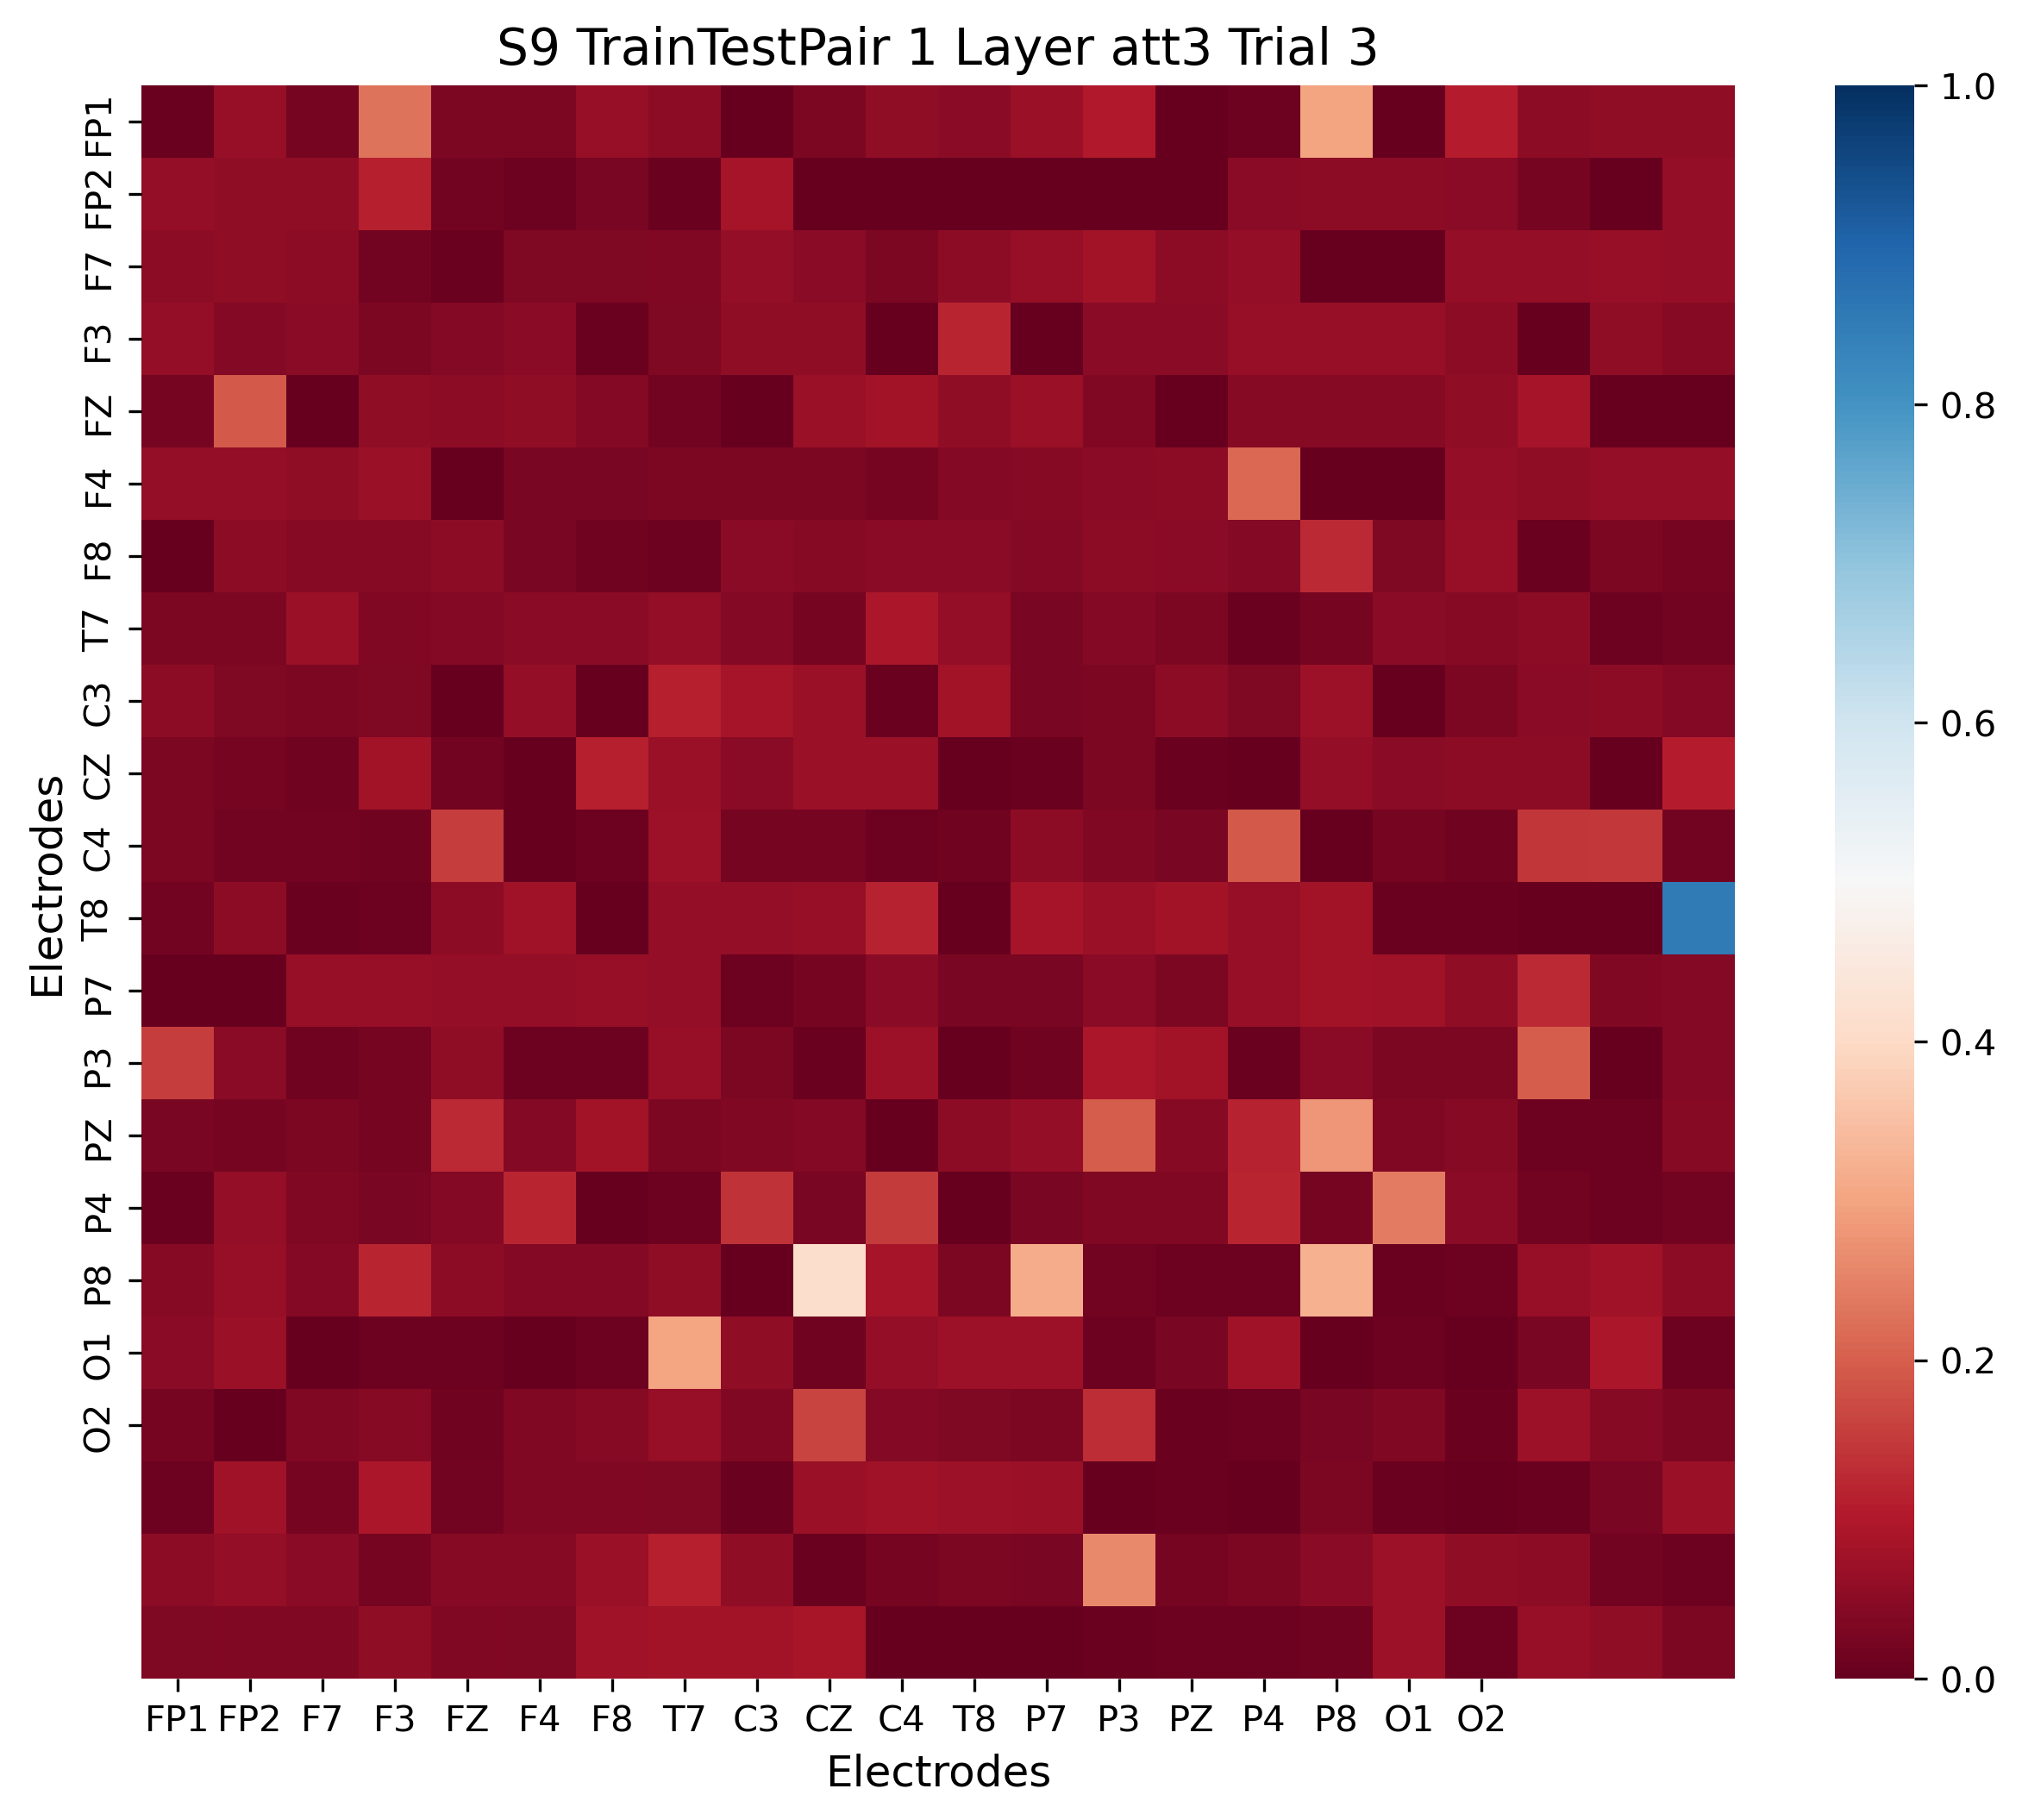 S9 TrainTestPair 1 Layer att3 Trial 3
Electrodes
FP1
FP2
F7
F3
FZ
F4
F8
T7
C3
CZ
C4
T8
P7
P3
PZ
P4
P8
O1
O2
FP1 FP2 F7 F3 FZ F4 F8 T7 C3 CZ C4 T8 P7 P3 PZ P4 P8 O1 O2
Electrodes
1.0
0.8
0.6
0.4
0.2
0.0